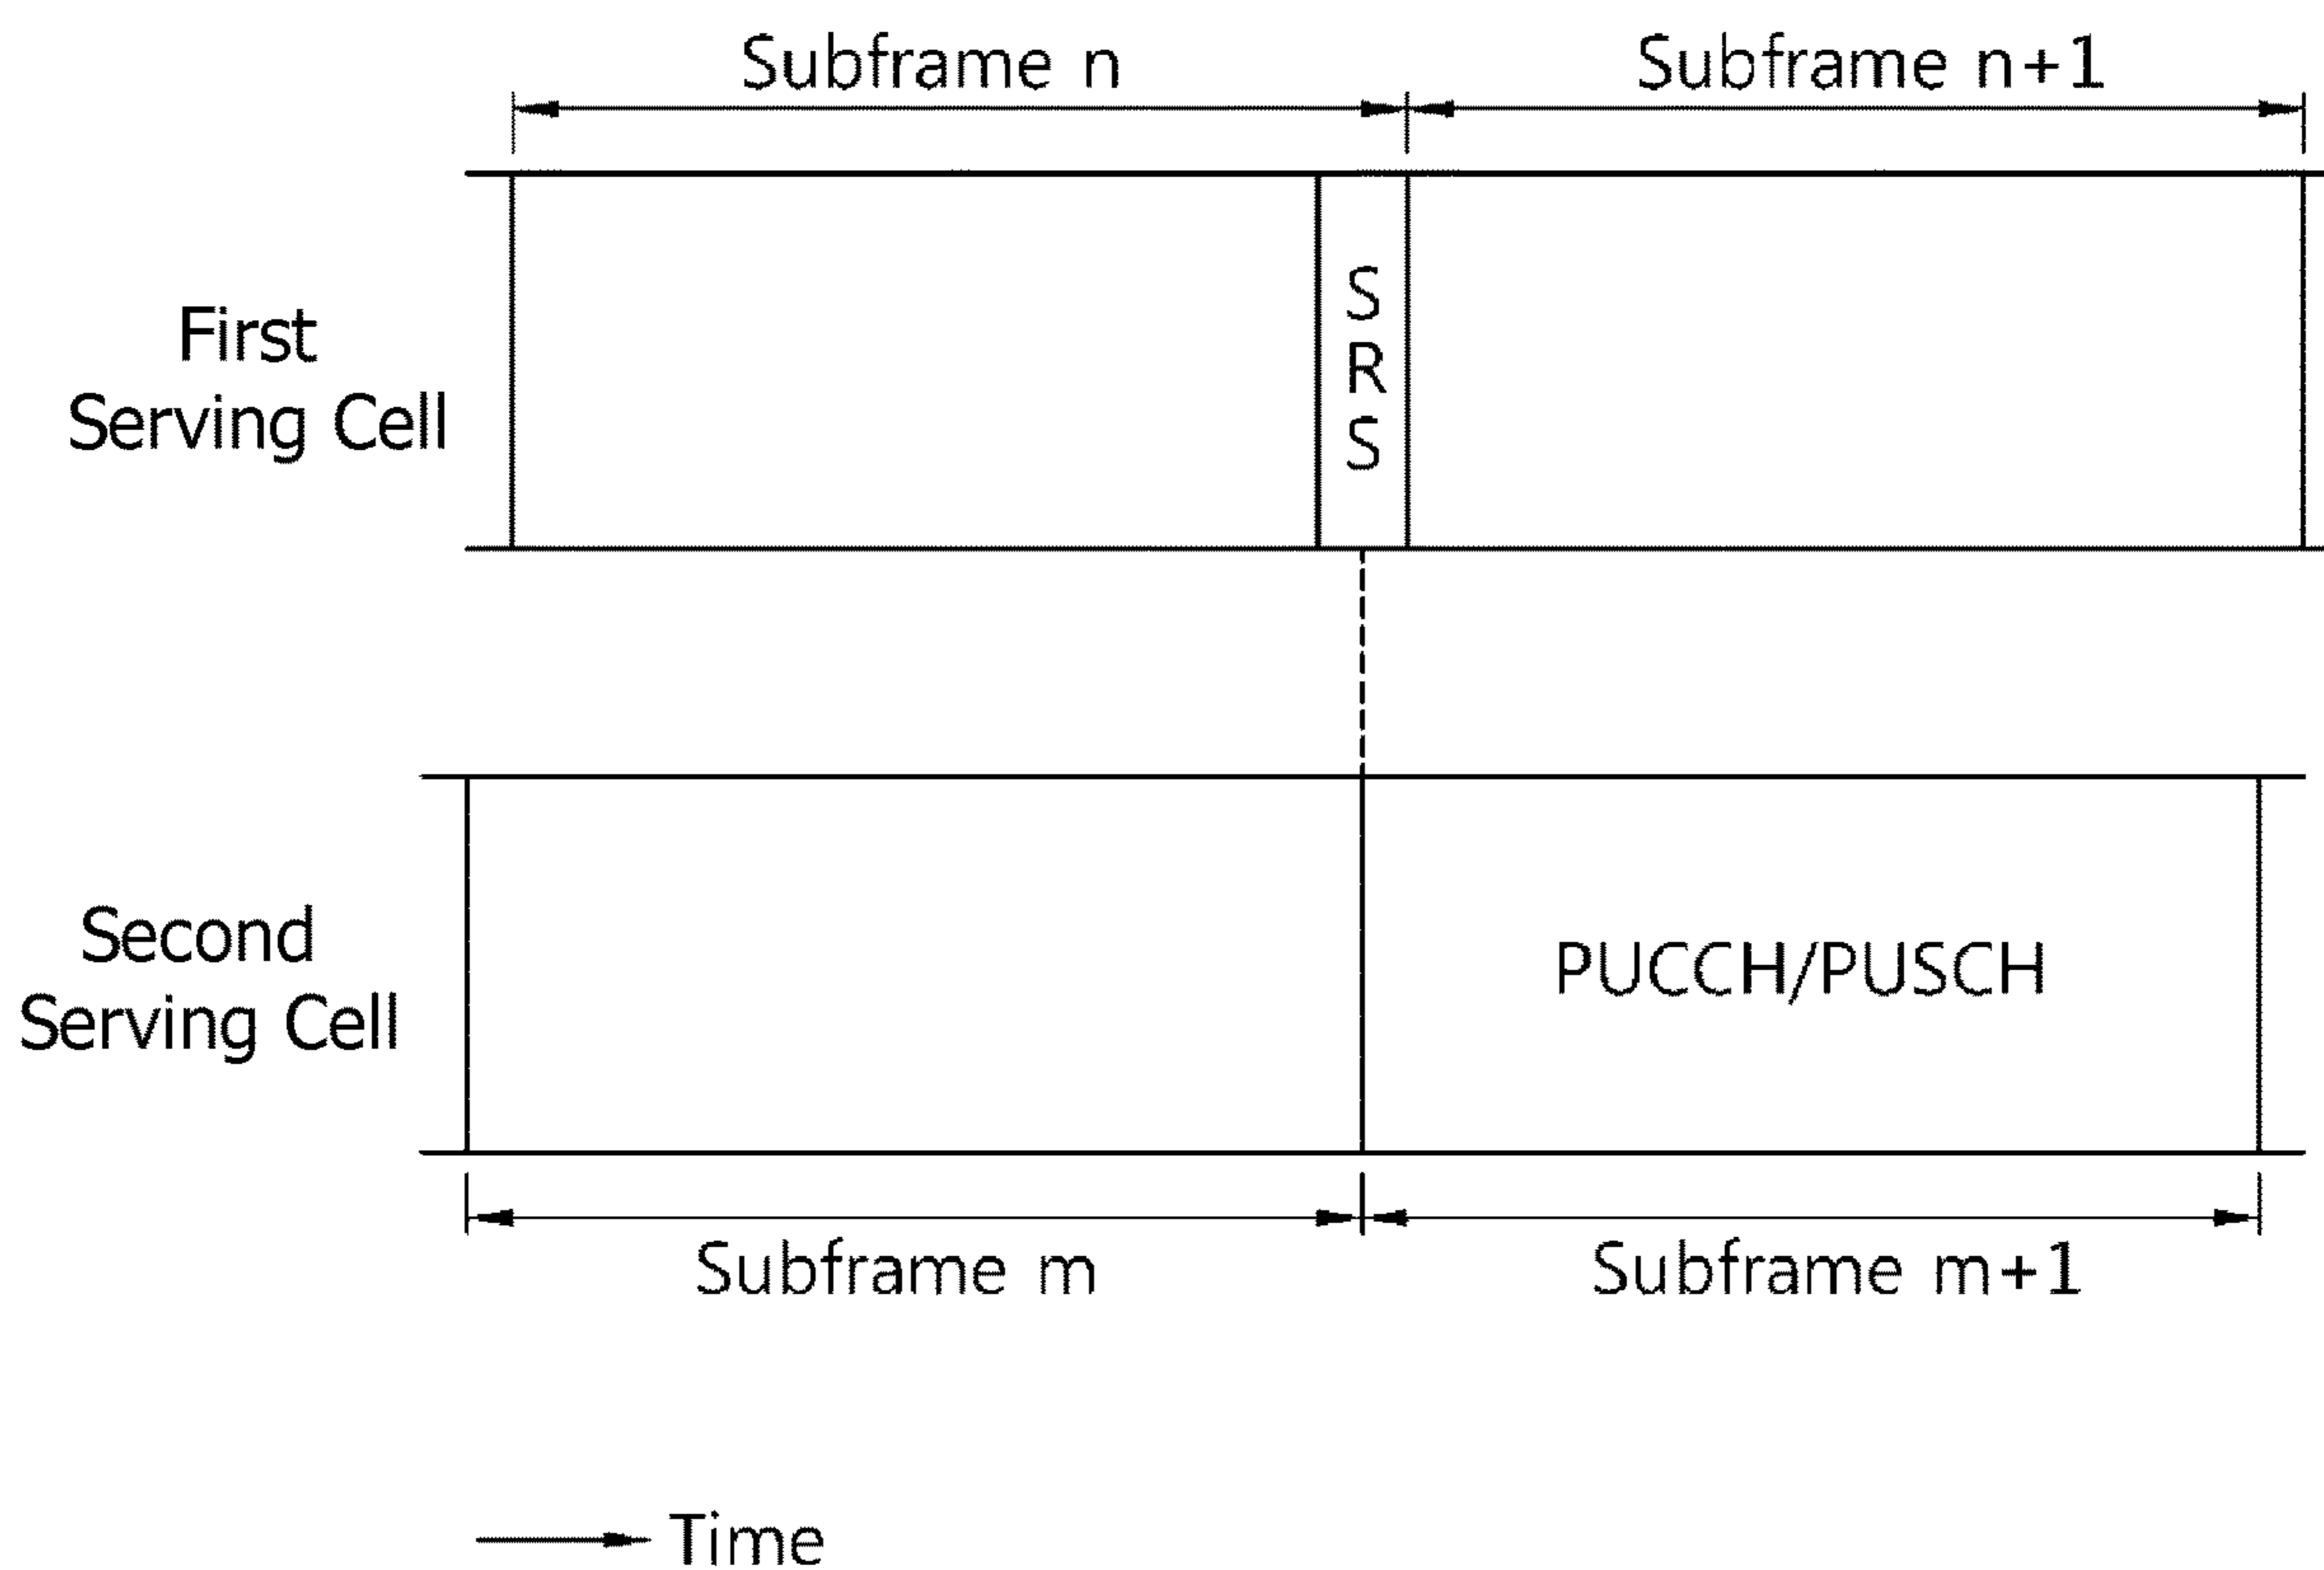 Subframe n
Subframe n+1
First
Serving Cell
S
R
S
Second
Serving Cell
PUCCH/PUSCH
Subframe m
Subframe m+1
Time